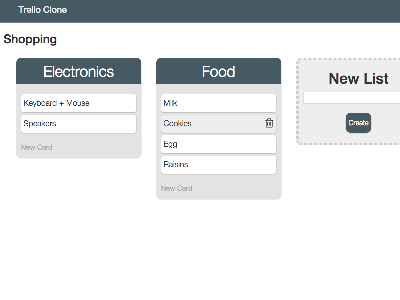 Trello Clone
Shopping
Electronics
Keyboard + Mouse
Speakers
New Card
Food
Milk
Cookies
Egg
Raisins
New Card
New List
Create